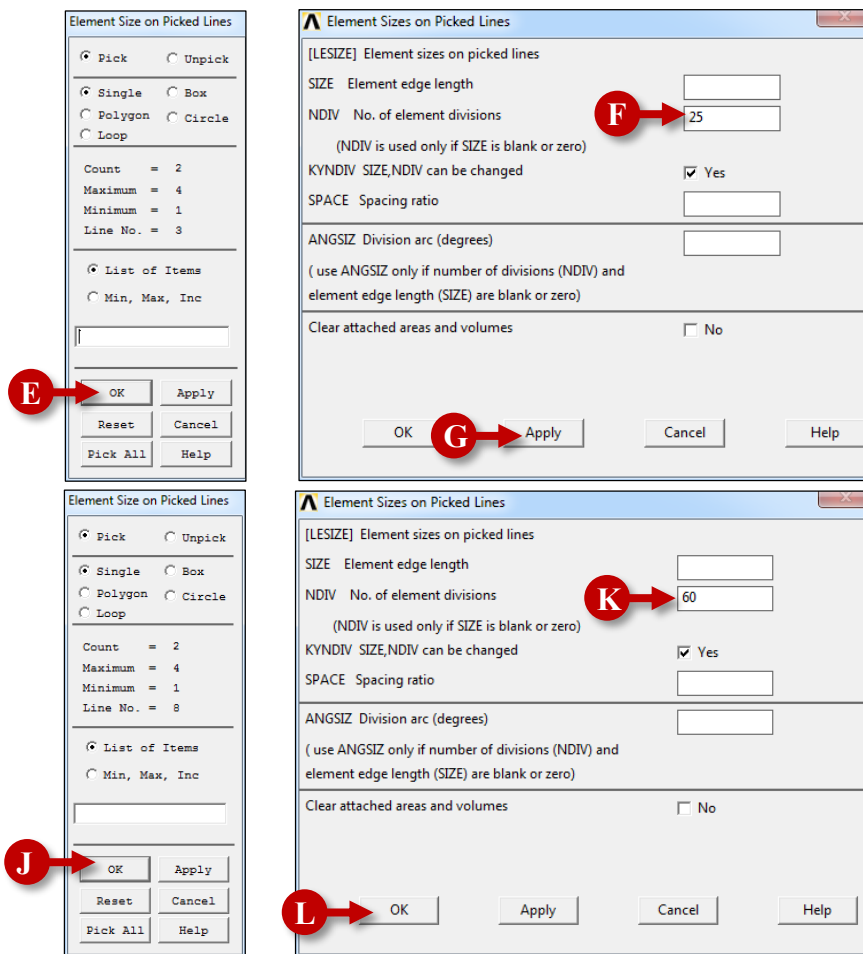 Element Size on Picked Lines
Pick Unpick
Single Box
Polygon Circle
Loop
Count = 2
Maximum = 4
Minimum = 1
Line No. = 3
List of Items
Min, Max, Inc
E OK Apply
Reset Cancel
Pick All Help
Element Sizes on Picked Lines
[LESIZE] Element sizes on picked lines
SIZE Element edge length
NDIV No. of element divisions F 25
(NDIV is used only if SIZE is blank or zero)
KYNDIV SIZE,NDIV can be changed Yes
SPACE Spacing ratio
ANGSIZ Division arc (degrees)
( use ANGSIZ only if number of divisions (NDIV) and
element edge length (SIZE) are blank or zero)
Clear attached areas and volumes No
OK G Apply Cancel Help
Element Size on Picked Lines
Pick Unpick
Single Box
Polygon Circle
Loop
Count = 2
Maximum = 4
Minimum = 1
Line No. = 8
List of Items
Min, Max, Inc
J OK Apply
Reset Cancel
Pick All Help
Element Sizes on Picked Lines
[LESIZE] Element sizes on picked lines
SIZE Element edge length
NDIV No. of element divisions K 60
(NDIV is used only if SIZE is blank or zero)
KYNDIV SIZE,NDIV can be changed Yes
SPACE Spacing ratio
ANGSIZ Division arc (degrees)
( use ANGSIZ only if number of divisions (NDIV) and
element edge length (SIZE) are blank or zero)
Clear attached areas and volumes No
L OK Apply Cancel Help